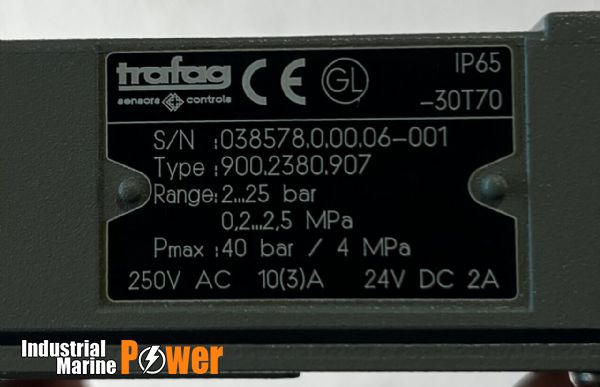 trafag
sensors controls
CE
GL
IP65
-30T70
S/N :038578.0.00.06-001
Type :900.2380.907
Range:2...25 bar
0,2...2,5 MPa
Pmax :40 bar / 4 MPa
250V AC 10(3)A 24V DC 2A
Industrial
Marine
Power